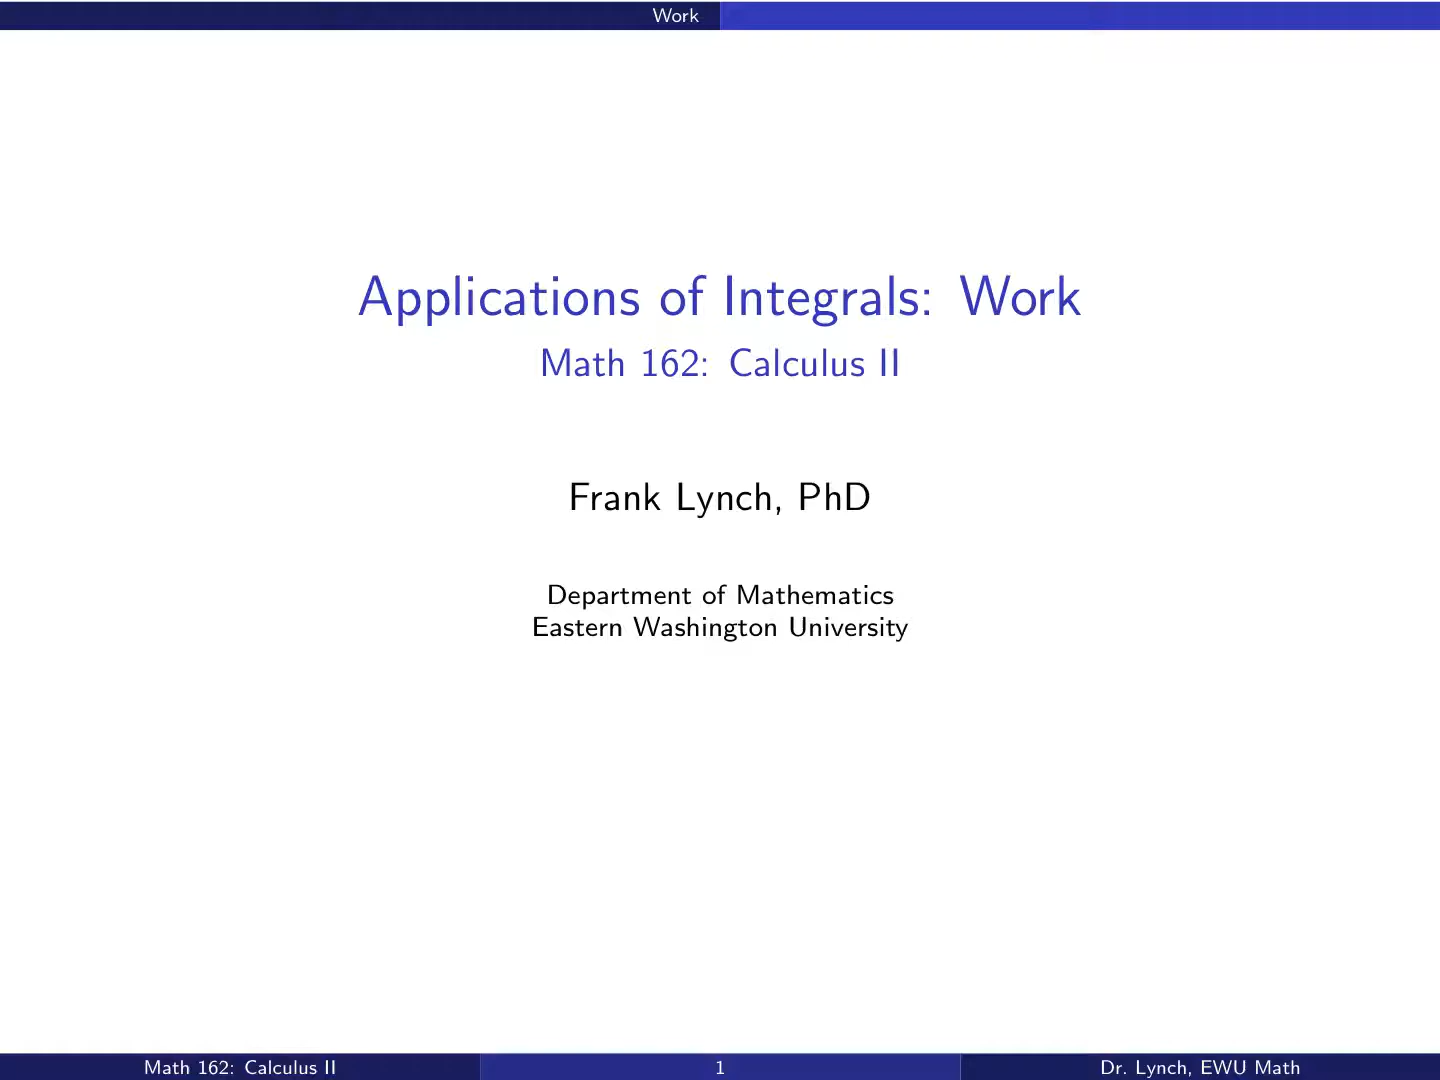 Work
Applications of Integrals: Work
Math 162: Calculus II
Frank Lynch, PhD
Department of Mathematics
Eastern Washington University
Math 162: Calculus II
1
Dr. Lynch, EWU Math